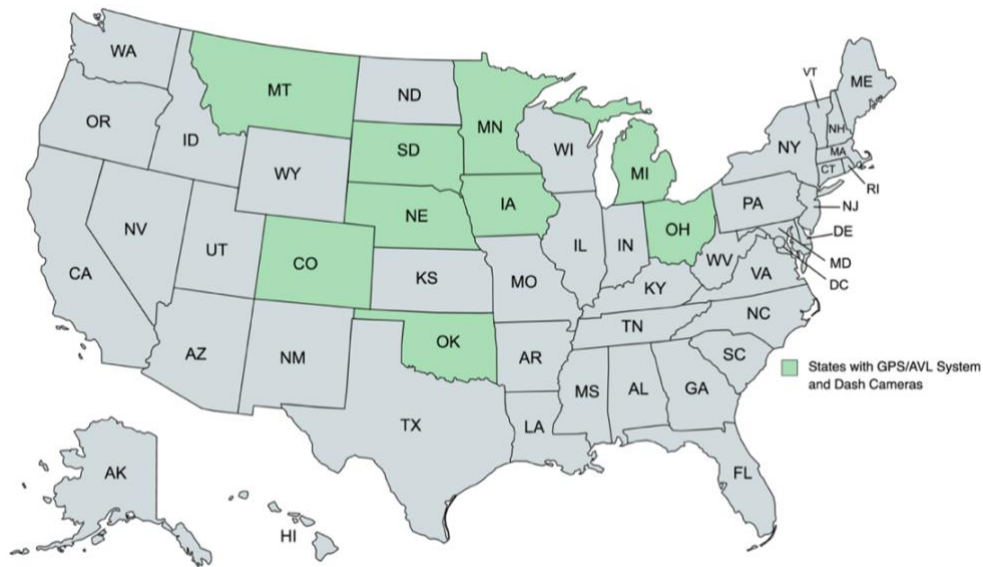 WA
MT
ND
MN
OR
ID
SD
WI
WY
MI
NE
IA
NV
UT
CO
CA
KS
MO
IL
IN
OH
PA
NY
VT
ME
NH
MA
CT
RI
NJ
DE
MD
DC
WV
VA
KY
NC
TN
SC
AZ
NM
OK
AR
MS
AL
GA
TX
LA
FL
AK
HI
States with GPS/AVL System
and Dash Cameras